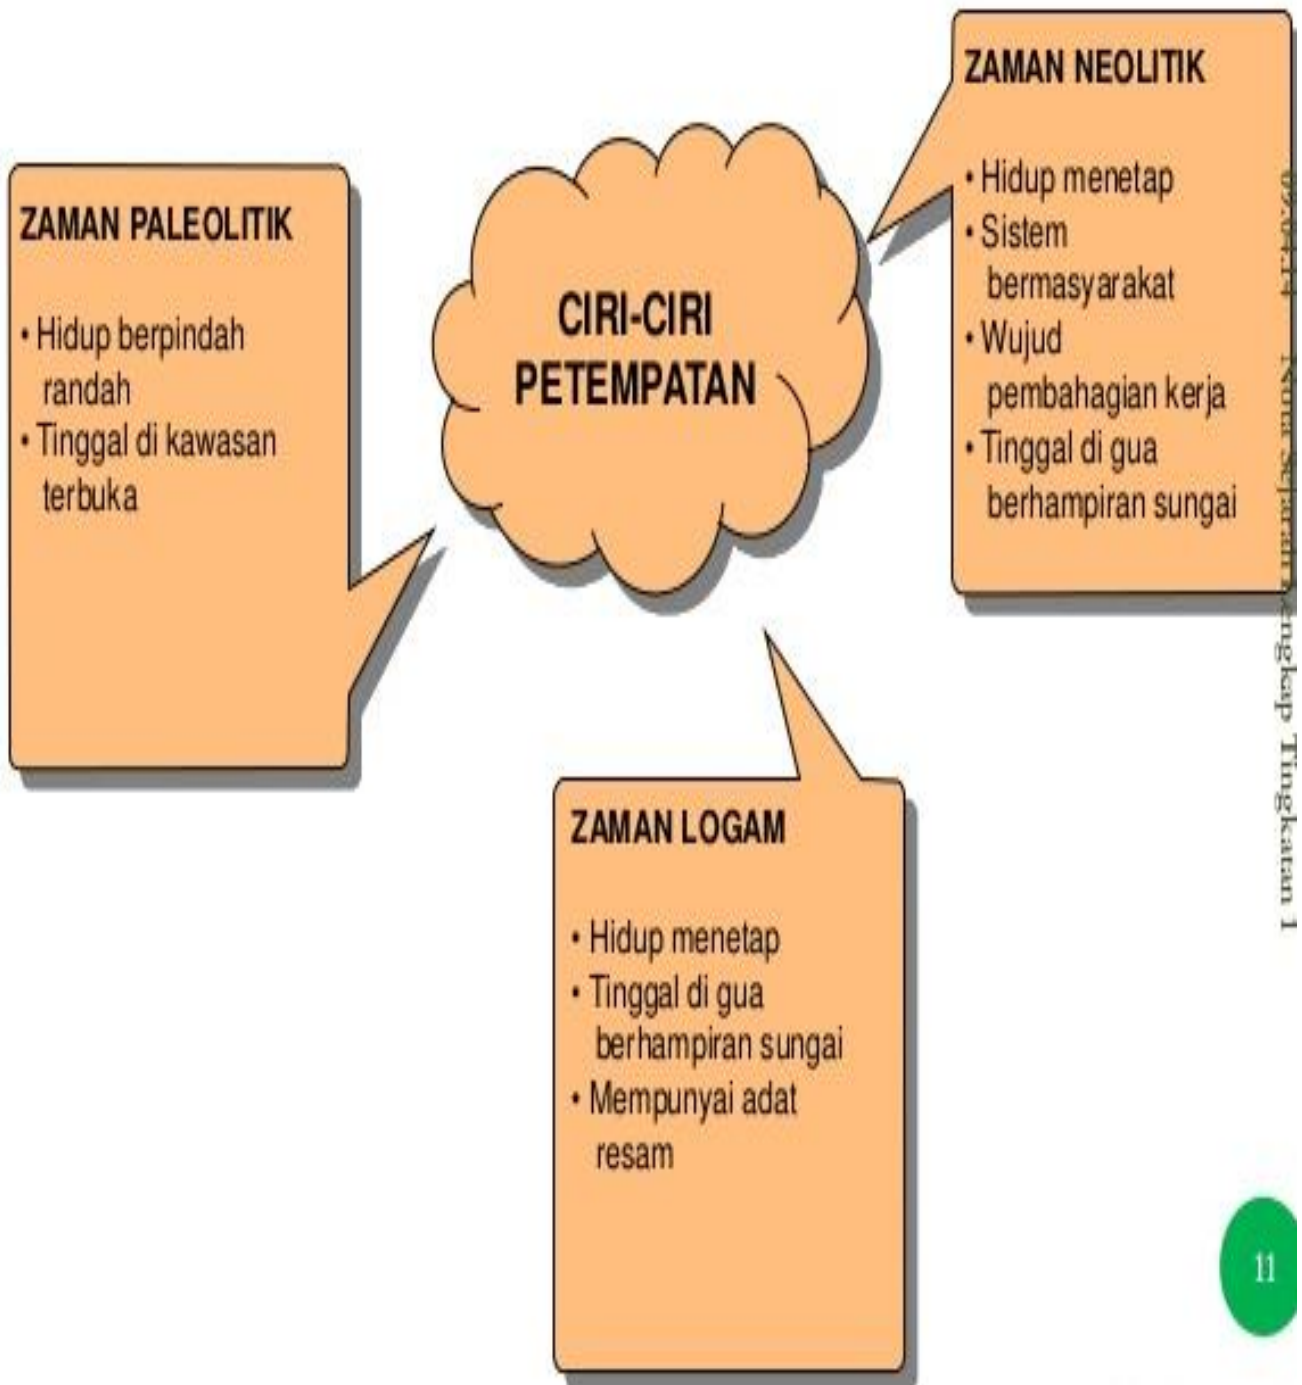 ZAMAN PALEOLITIK
• Hidup berpindah
randah
• Tinggal di kawasan
terbuka
CIRI-CIRI
PETEMPATAN
ZAMAN NEOLITIK
• Hidup menetap
• Sistem
bermasyarakat
• Wujud
pembahagian kerja
• Tinggal di gua
berhampiran sungai
ZAMAN LOGAM
• Hidup menetap
• Tinggal di gua
berhampiran sungai
• Mempunyai adat
resam
Tingkatan 1
11